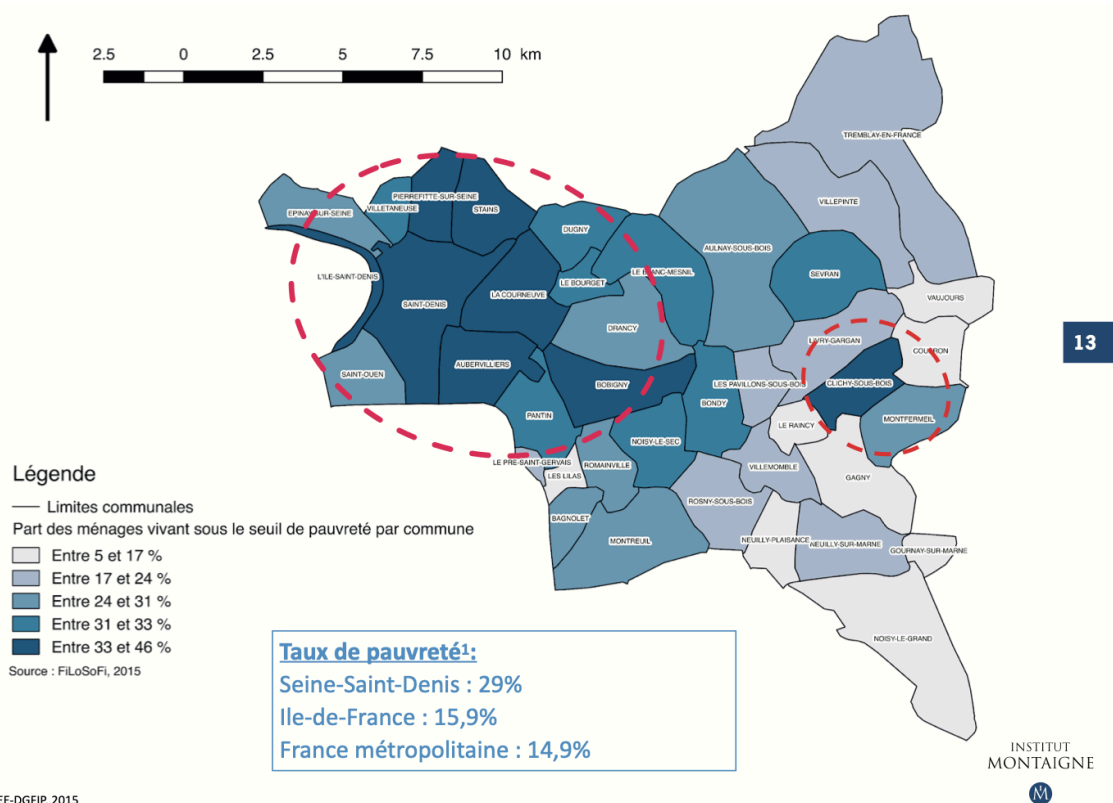 2.5 0 2.5 5 7.5 10 km
TREMBLAY-EN-FRANCE
PIERREFITTE-SUR-SEINE
VILLEPINTE
VILLETANEUSE
STAINS
EPINAY-SUR-SEINE
DUGNY
AULNAY-SOUS-BOIS
LE BLANC-MESNIL
SEVRAN
L'ILE-SAINT-DENIS
LE BOURGET
LA COURNEUVE
VAUJOURS
SAINT-DENIS
DRANCY
LIVRY-GARGAN
13
COUBRON
AUBERVILLIERS
SAINT-OUEN
BOBIGNY
LES PAVILLONS-SOUS-BOIS
CLICHY-SOUS-BOIS
BONDY
PANTIN
MONTFERMEIL
LE RAINCY
NOISY-LE-SEC
LE PRE-SAINT-GERVAIS
ROMAINVILLE
VILLEMOMBLE
LES LILAS
GAGNY
ROSNY-SOUS-BOIS
BAGNOLET
MONTREUIL
NEUILLY-PLAISANCE
NEUILLY-SUR-MARNE
GOURNAY-SUR-MARNE
NOISY-LE-GRAND
Légende
Limites communales
Part des ménages vivant sous le seuil de pauvreté par commune
Entre 5 et 17 %
Entre 17 et 24 %
Entre 24 et 31 %
Entre 31 et 33 %
Entre 33 et 46 %
Source : FiLoSoFi, 2015
Taux de pauvreté¹:
Seine-Saint-Denis : 29%
Ile-de-France : 15,9%
France métropolitaine : 14,9%
INSTITUT
MONTAIGNE
M
2015